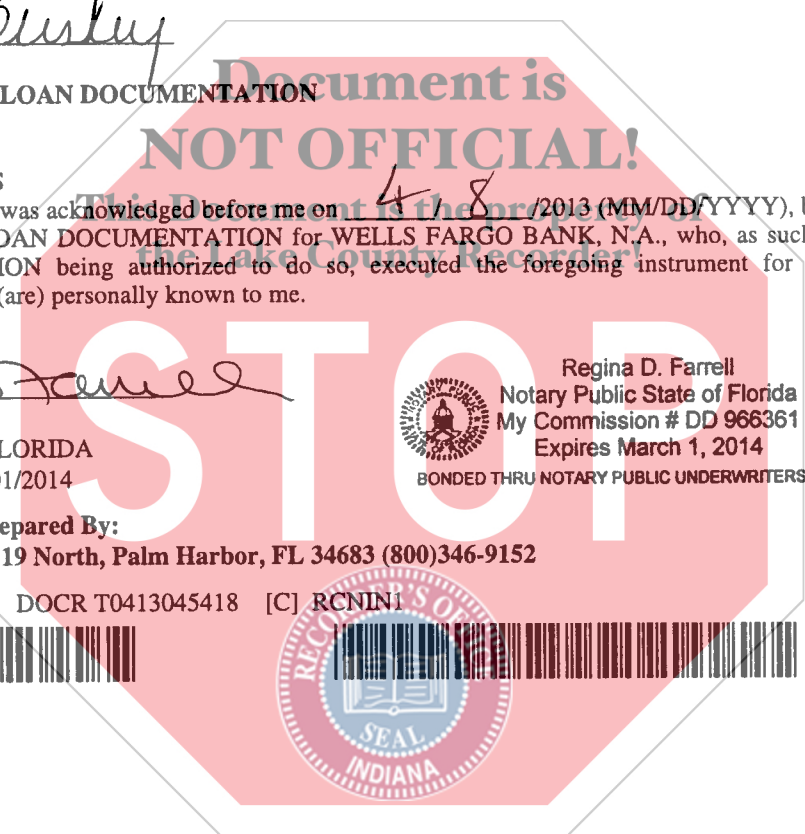 LOAN DOCUMENTATION
Document is
NOT OFFICIAL!
This Document is the property of
the Lake County Recorder!
was acknowledged before me on 4 / 8 /2013 (MM/DD/YYYY),
OAN DOCUMENTATION for WELLS FARGO BANK, N.A., who, as such
ION being authorized to do so, executed the foregoing instrument for
(are) personally known to me.
STOP
Farrell
Regina D. Farrell
Notary Public State of Florida
My Commission # DD 966361
Expires March 1, 2014
BONDED THRU NOTARY PUBLIC UNDERWRITERS
LORIDA
1/2014
epared By:
19 North, Palm Harbor, FL 34683 (800)346-9152
DOCR T0413045418 [C] RCNIN1
RECORDER'S OFFICE
SEAL
INDIANA